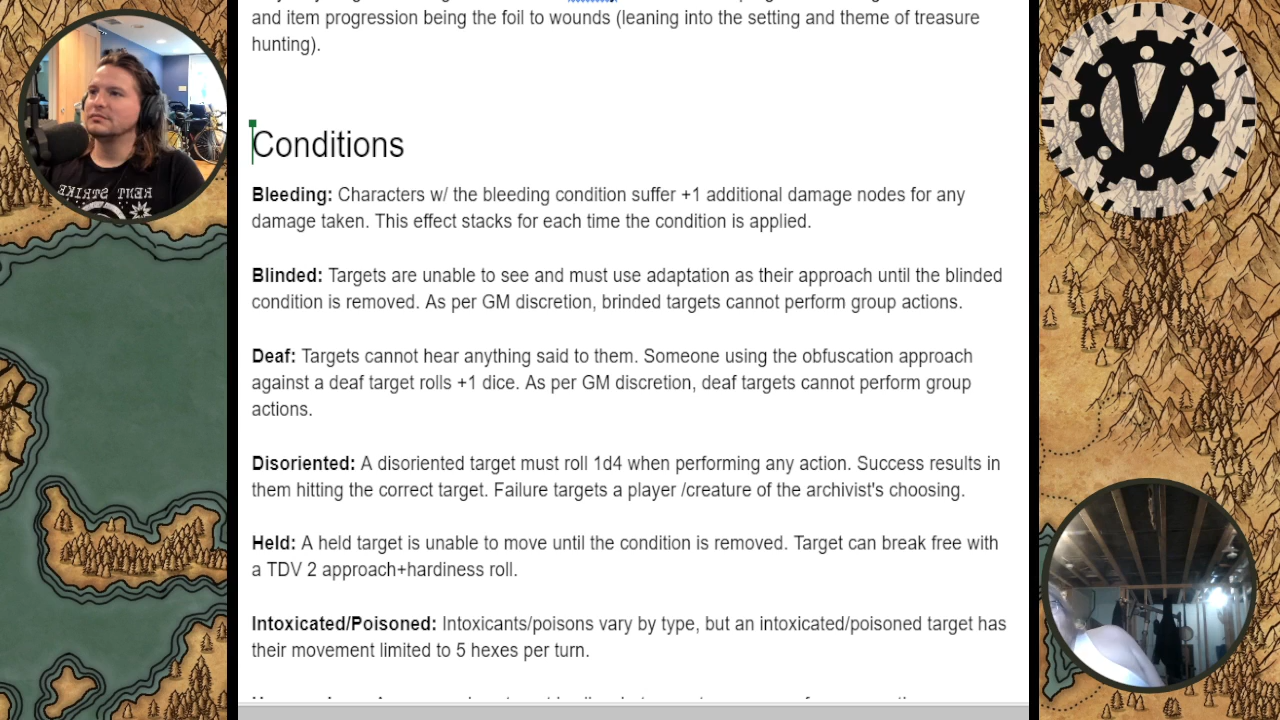 and item progression being the foil to wounds (leaning into the setting and theme of treasure
hunting).
Conditions
Bleeding: Characters w/ the bleeding condition suffer +1 additional damage nodes for any
damage taken. This effect stacks for each time the condition is applied.
Blinded: Targets are unable to see and must use adaptation as their approach until the blinded
condition is removed. As per GM discretion, brinded targets cannot perform group actions.
Deaf: Targets cannot hear anything said to them. Someone using the obfuscation approach
against a deaf target rolls +1 dice. As per GM discretion, deaf targets cannot perform group
actions.
Disoriented: A disoriented target must roll 1d4 when performing any action. Success results in
them hitting the correct target. Failure targets a player /creature of the archivist's choosing.
Held: A held target is unable to move until the condition is removed. Target can break free with
a TDV 2 approach+hardiness roll.
Intoxicated/Poisoned: Intoxicants/poisons vary by type, but an intoxicated/poisoned target has
their movement limited to 5 hexes per turn.
RENT STRIKE
V